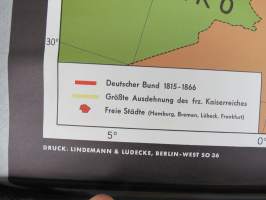 K O
30°
Deutscher Bund 1815-1866
Größte Ausdehnung des frz. Kaiserreiches
Freie Städte (Hamburg, Bremen, Lübeck, Frankfurt)
5°
0°
DRUCK: LINDEMANN & LUDECKE, BERLIN-WEST SO 36